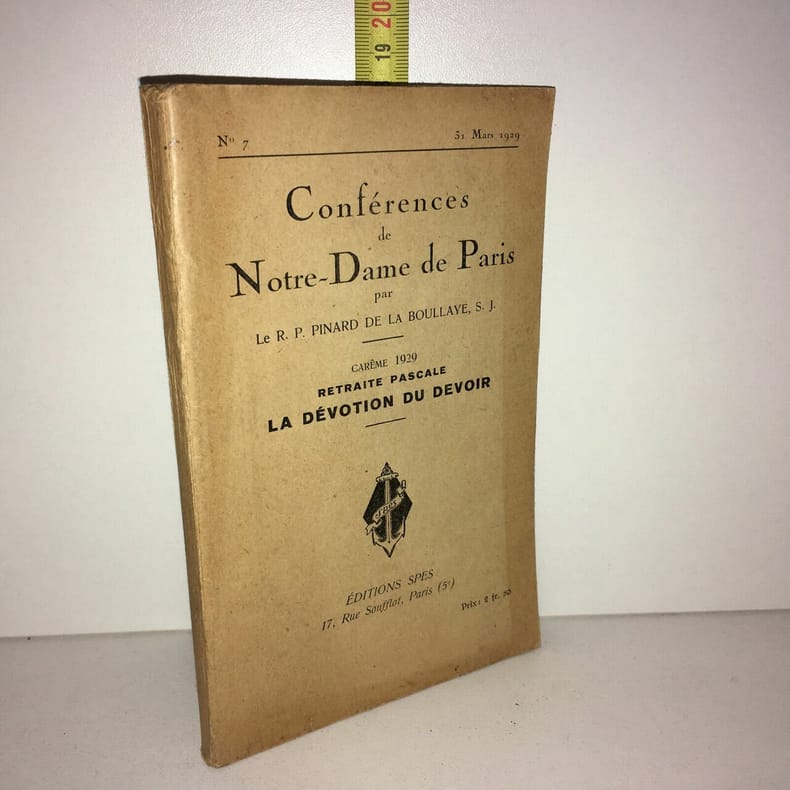 19 20
Nº 7
31 Mars 1929
Conférences
de
Notre-Dame de Paris
par
Le R. P. PINARD DE LA BOULLAYE, S. J.
CARÊME 1929
RETRAITE PASCALE
LA DÉVOTION DU DEVOIR
SPES
ÉDITIONS SPES
17, Rue Soufflot, Paris (5e)
Prix : 2 fr. 50